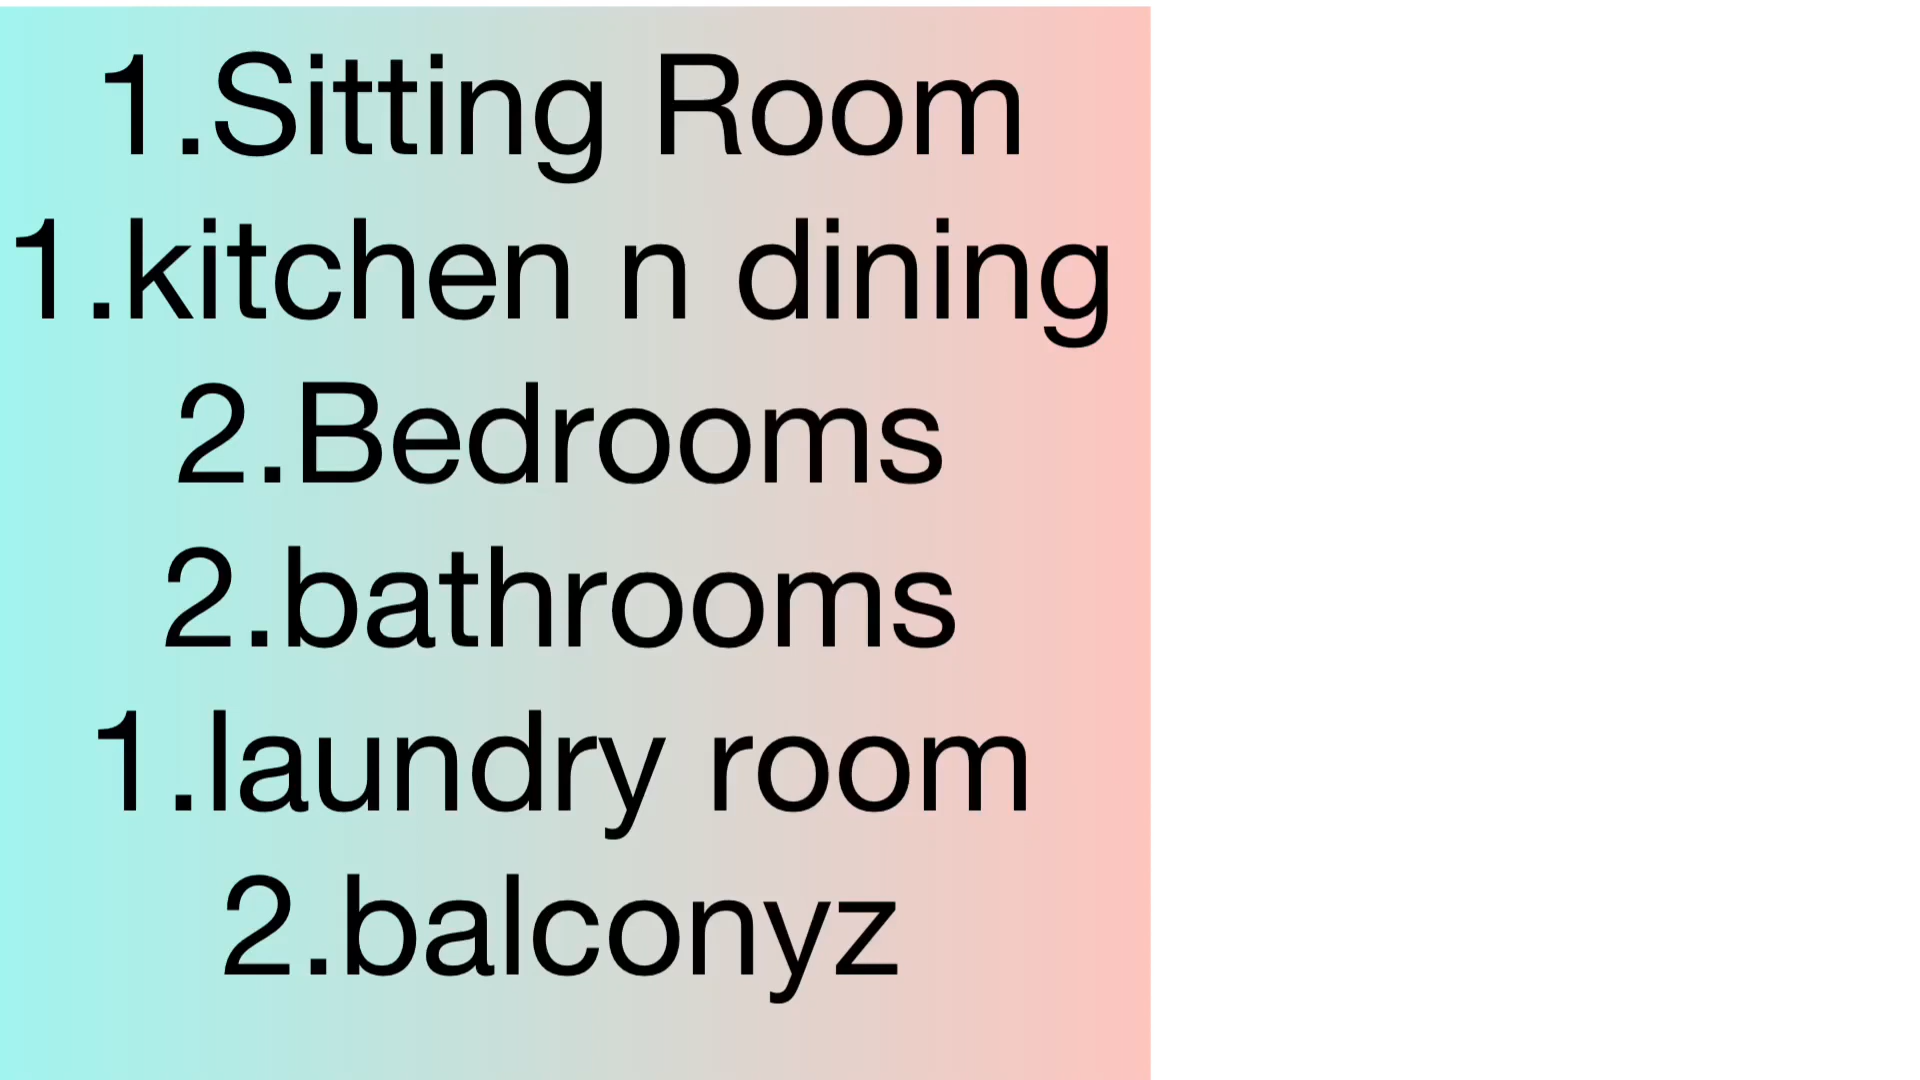 1.Sitting Room
1.kitchen n dining
2.Bedrooms
2.bathrooms
1.laundry room
2.balconyz